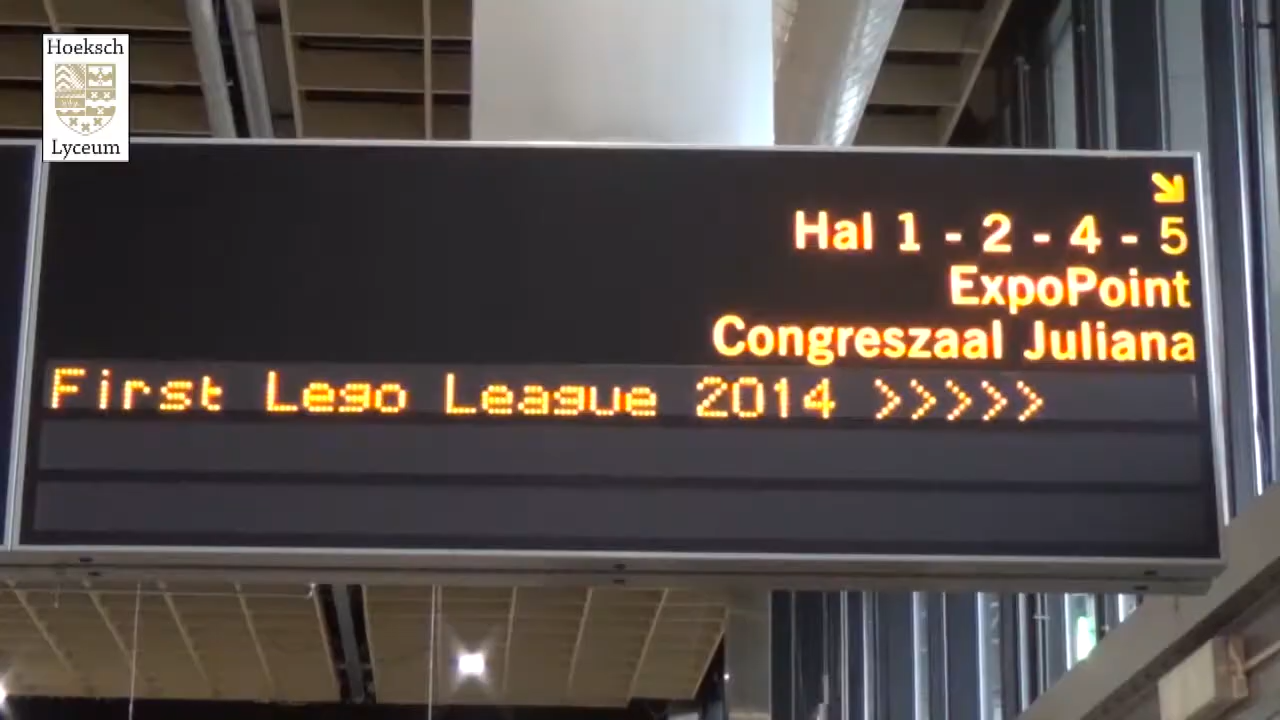 Hoeksch
Lyceum
Hal 1 - 2 - 4 - 5
ExpoPoint
Congreszaal Juliana
First Lego League 2014 >>>>>